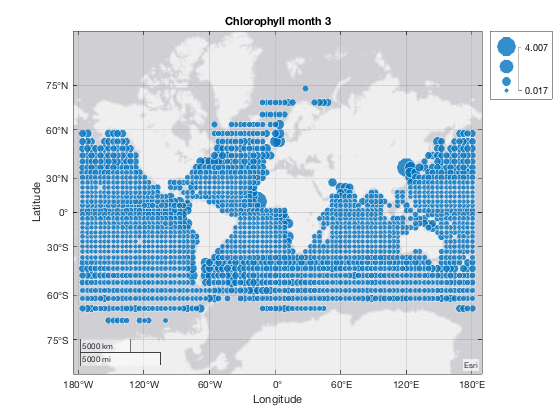 Chlorophyll month 3
4.007
0.017
75°N
60°N
30°N
0°
30°S
60°S
75°S
Latitude
5000 km
5000 mi
Esri
180°W
120°W
60°W
0°
60°E
120°E
180°E
Longitude